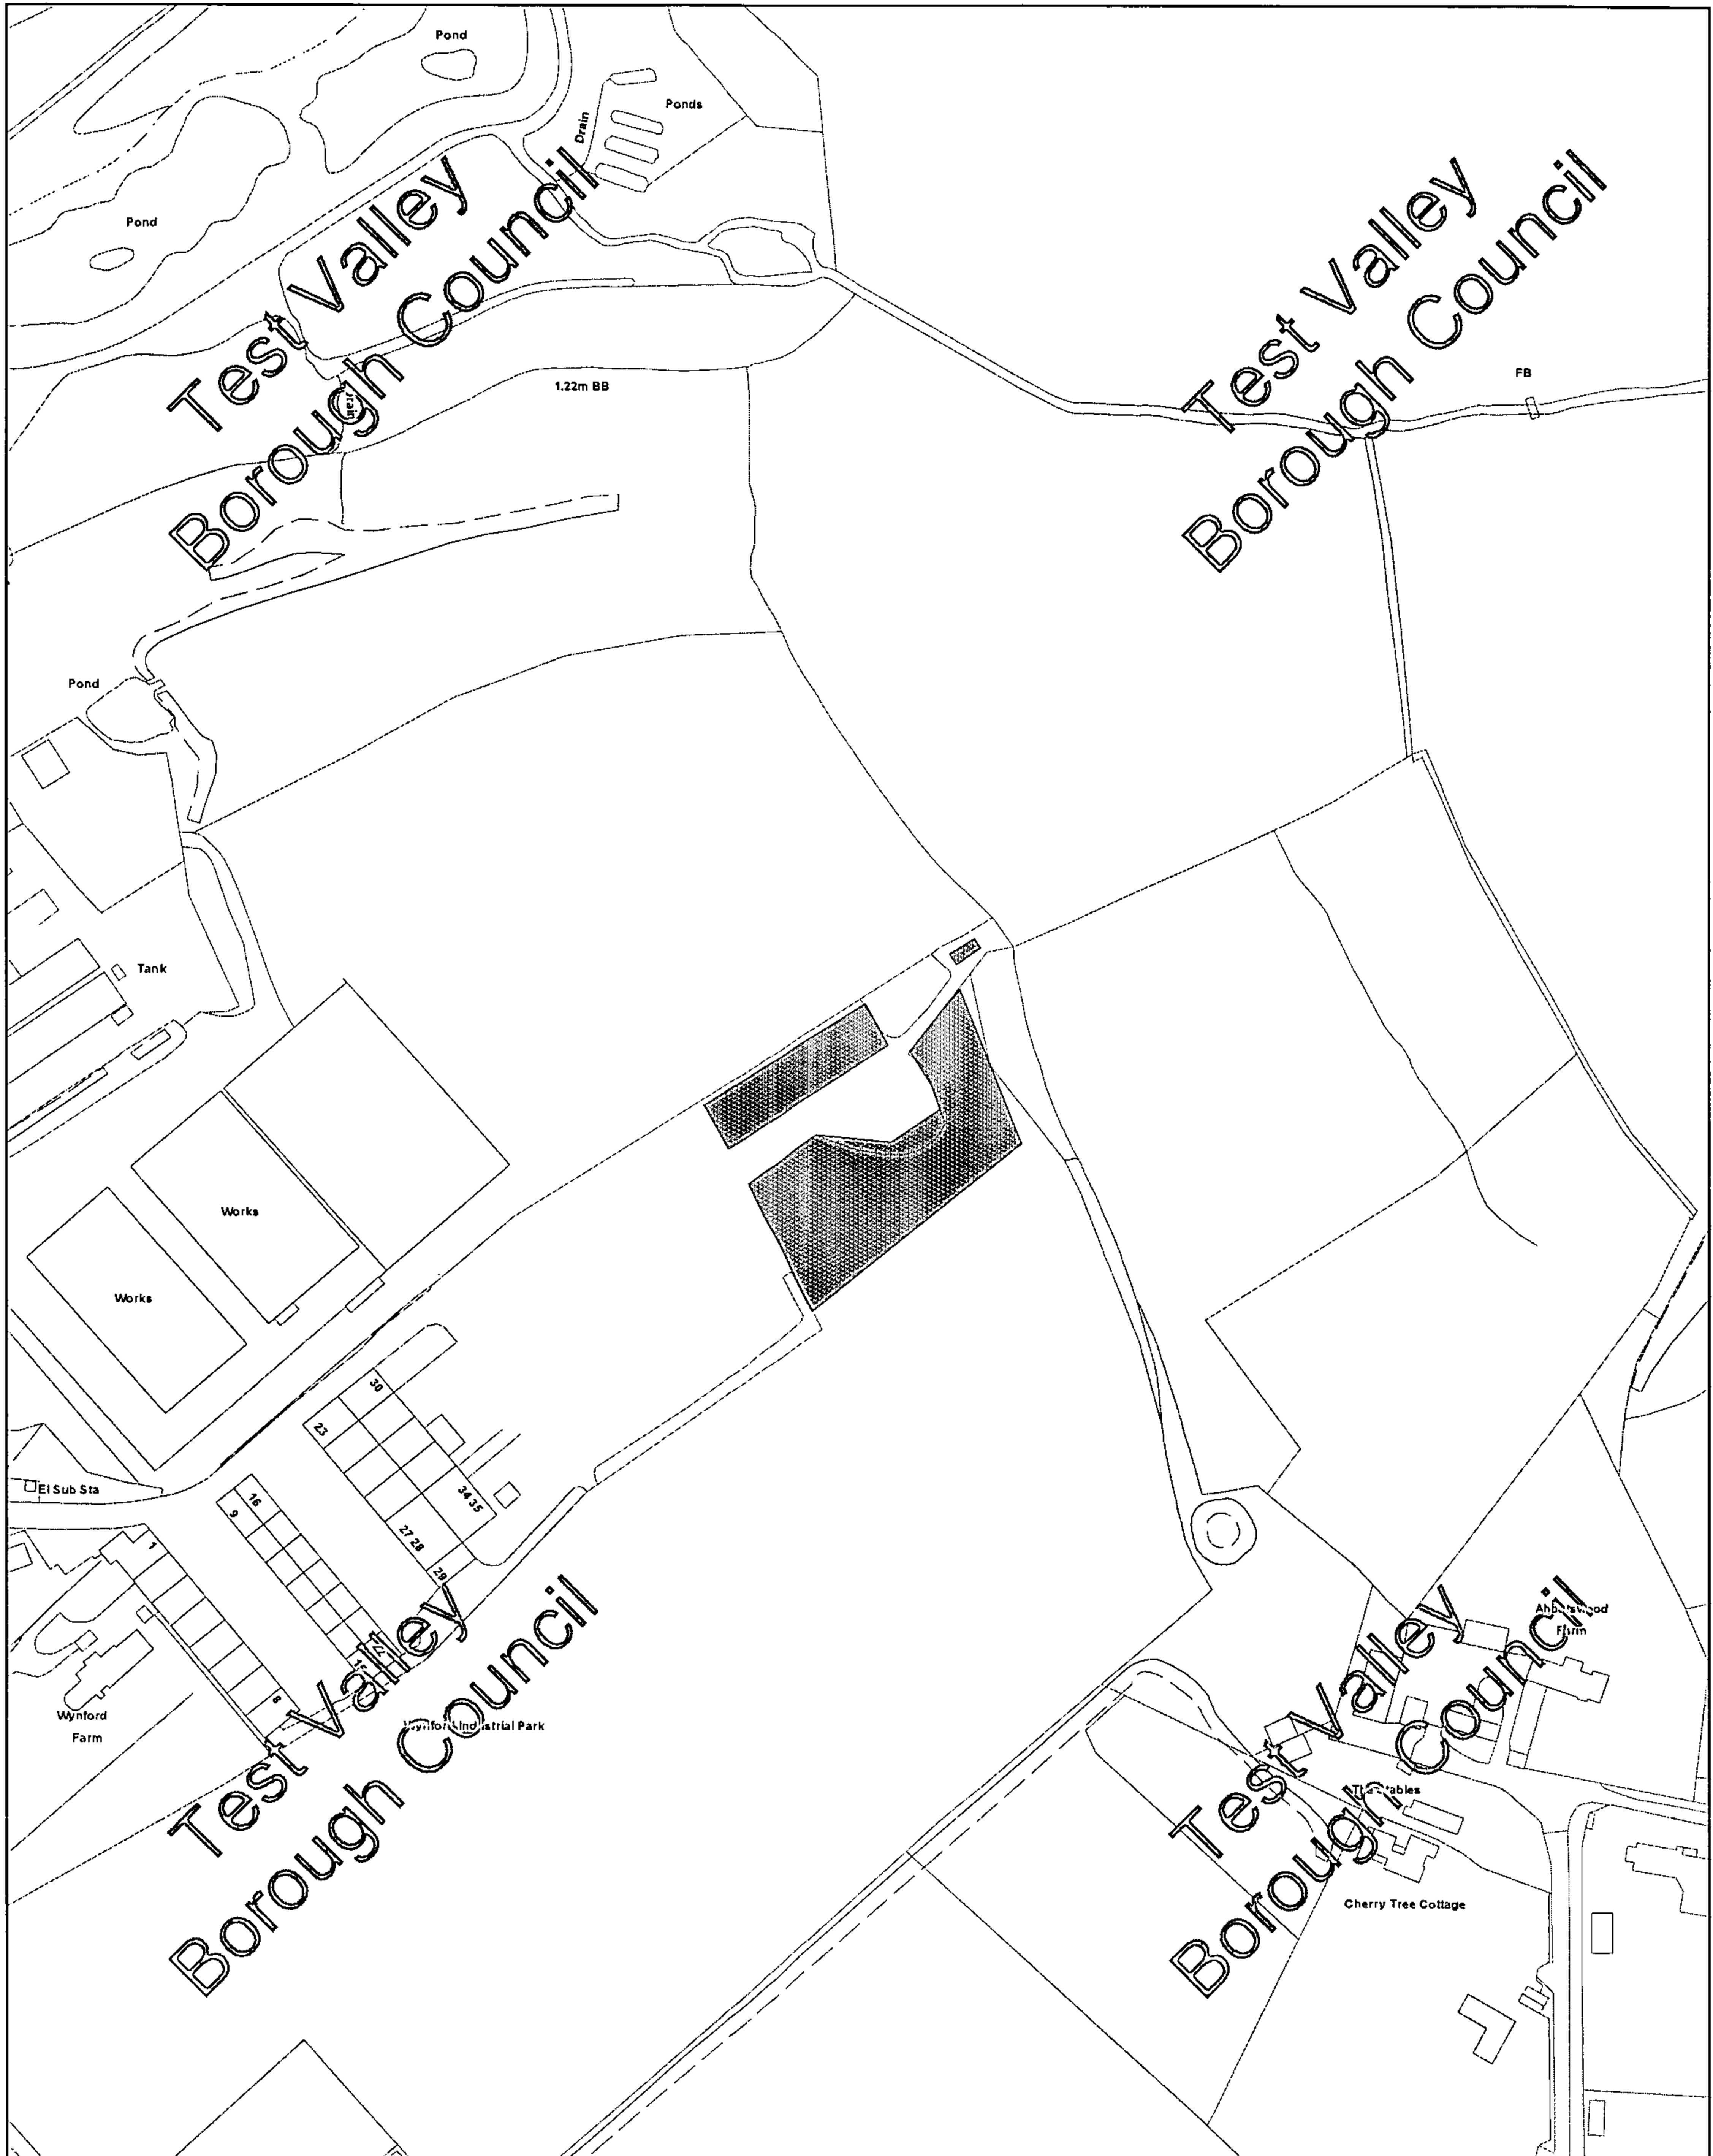 Pond
Ponds
Drain
Pond
Test Valley
Borough Council
Test Valley
Borough Council
1.22m BB
FB
Pond
Tank
Works
Works
30
23
El Sub Sta
16
9
34 35
27 28
29
1
8
Wynford
Farm
Industrial Park
Test Valley
Borough Council
Farm
Test Valley
Borough Council
Cherry Tree Cottage